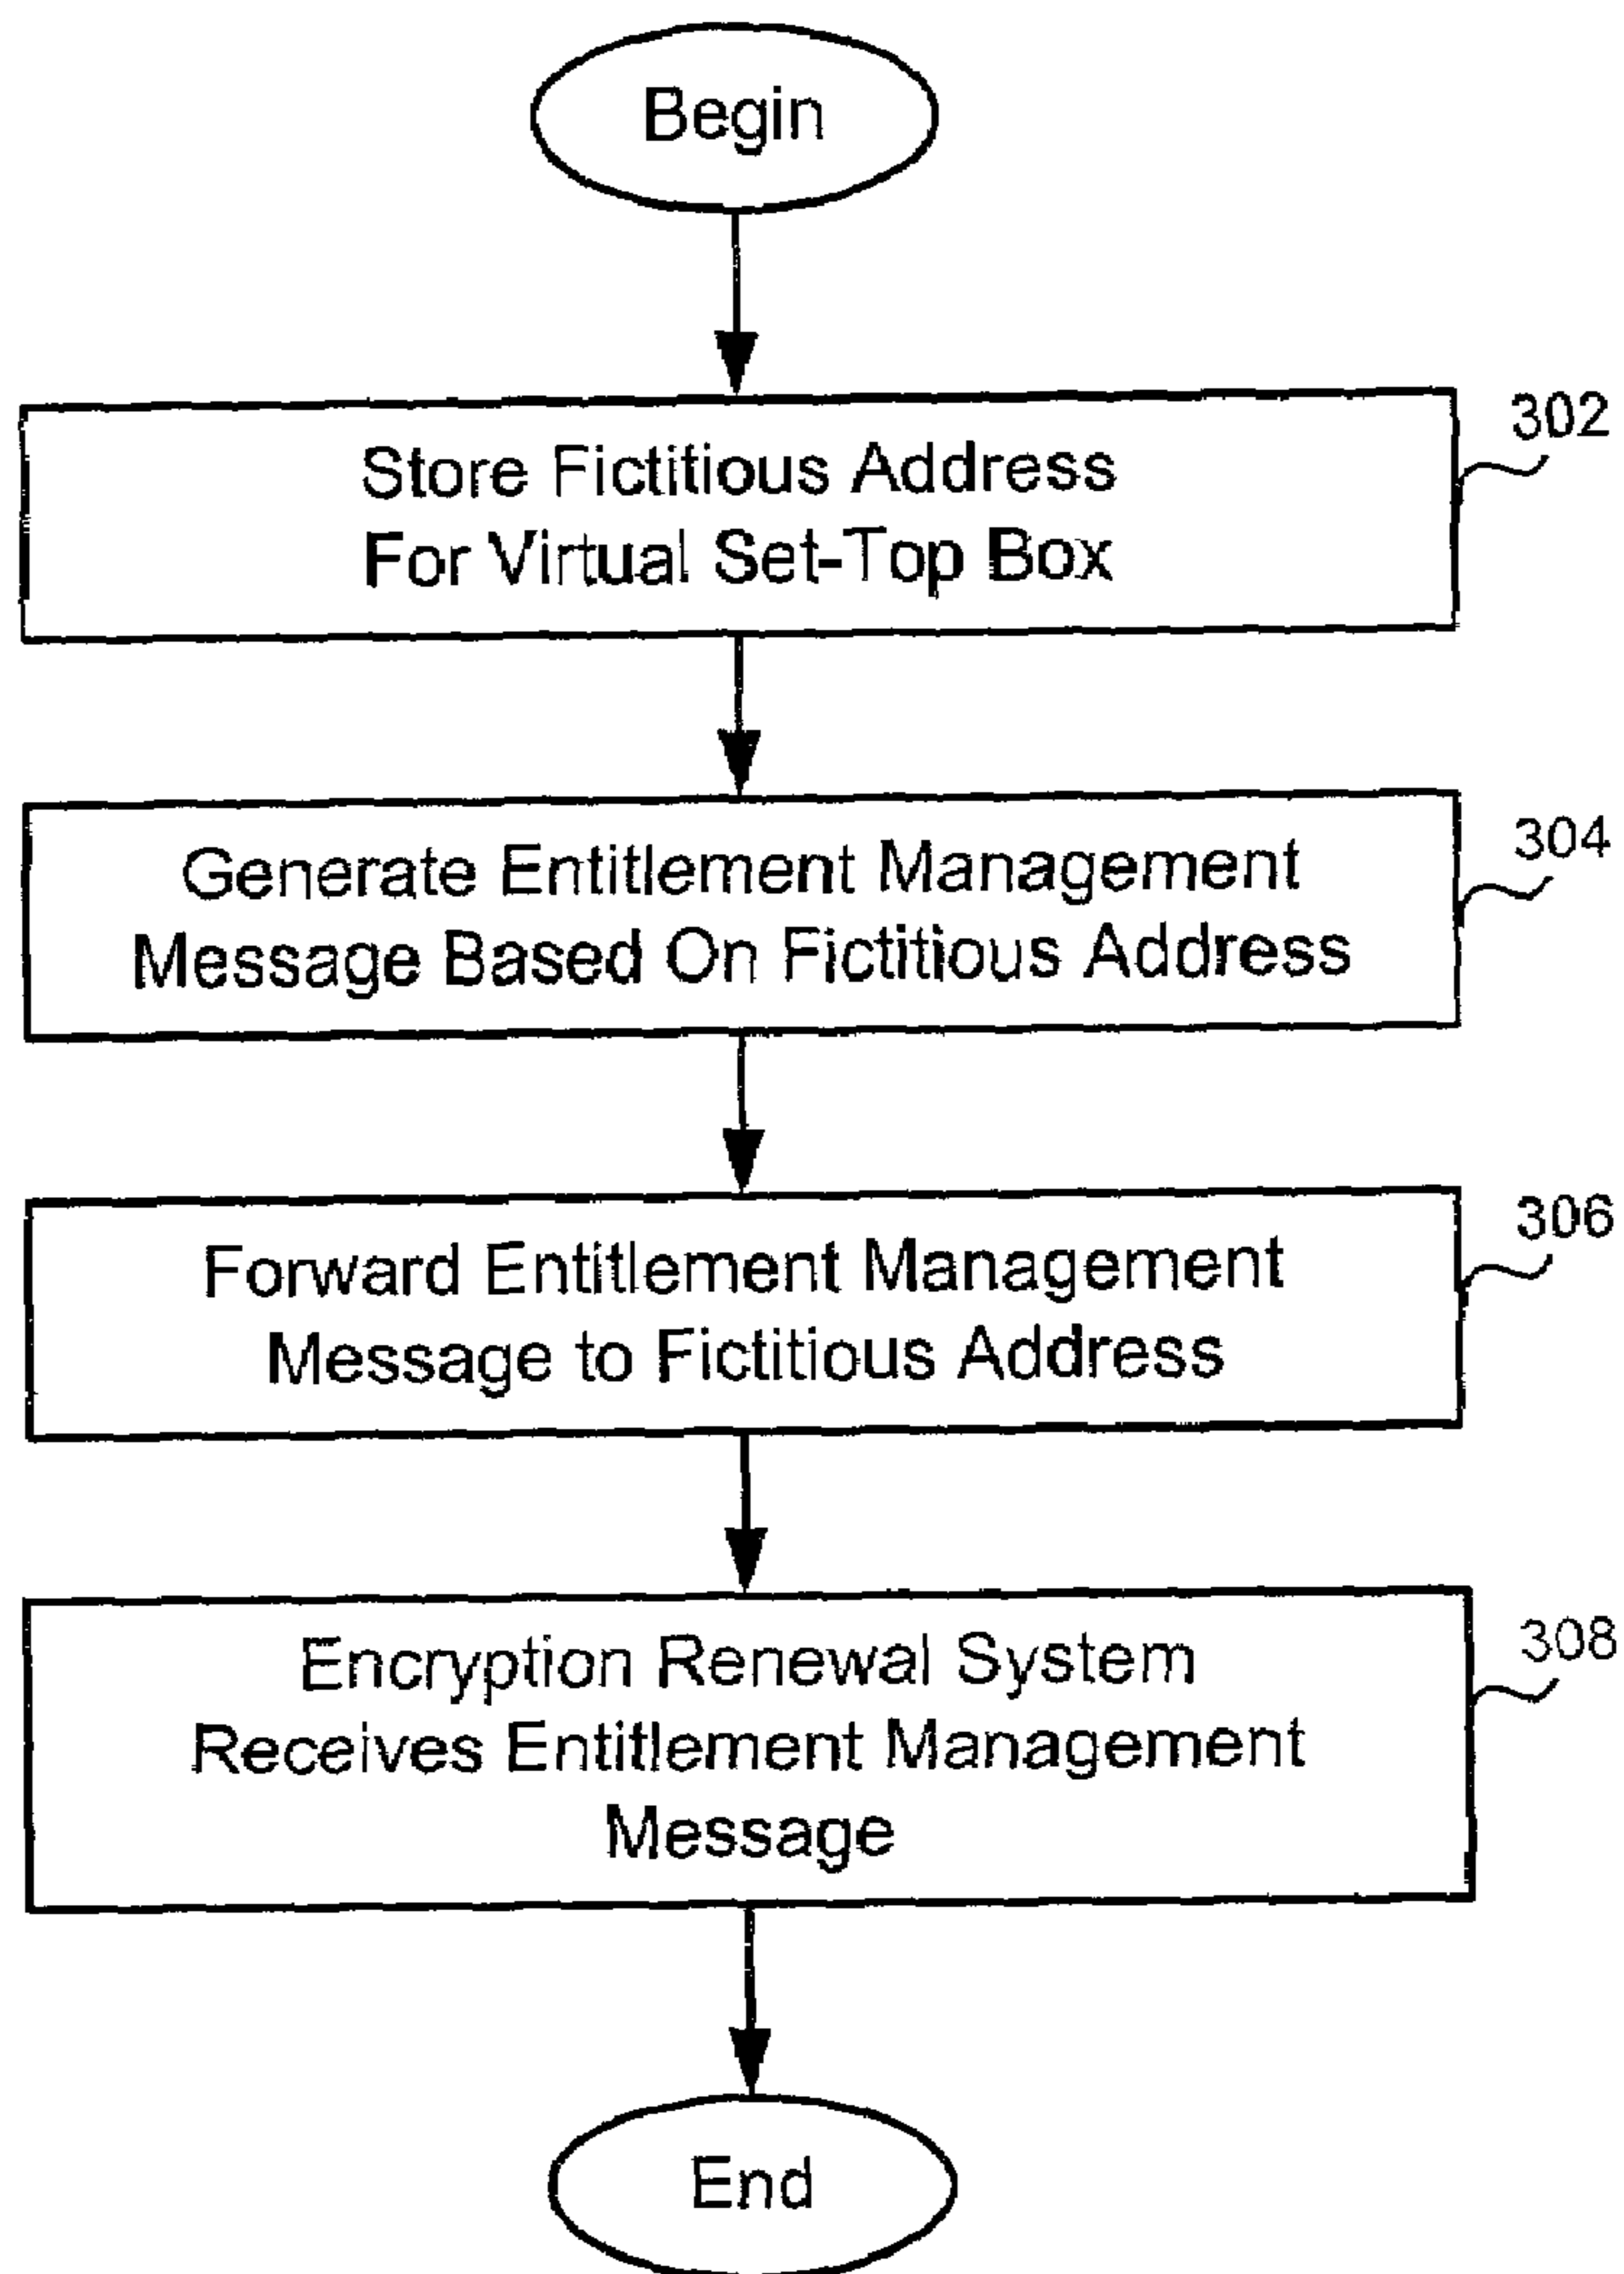 Begin
302
Store Fictitious Address
For Virtual Set-Top Box
304
Generate Entitlement Management
Message Based On Fictitious Address
306
Forward Entitlement Management
Message to Fictitious Address
308
Encryption Renewal System
Receives Entitlement Management
Message
End